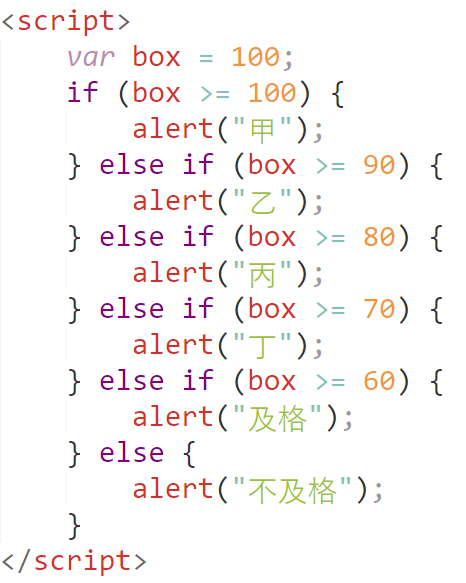 <script>
    var box = 100;
    if (box >= 100) {
        alert("甲");
    } else if (box >= 90) {
        alert("乙");
    } else if (box >= 80) {
        alert("丙");
    } else if (box >= 70) {
        alert("丁");
    } else if (box >= 60) {
        alert("及格");
    } else {
        alert("不及格");
    }
</script>